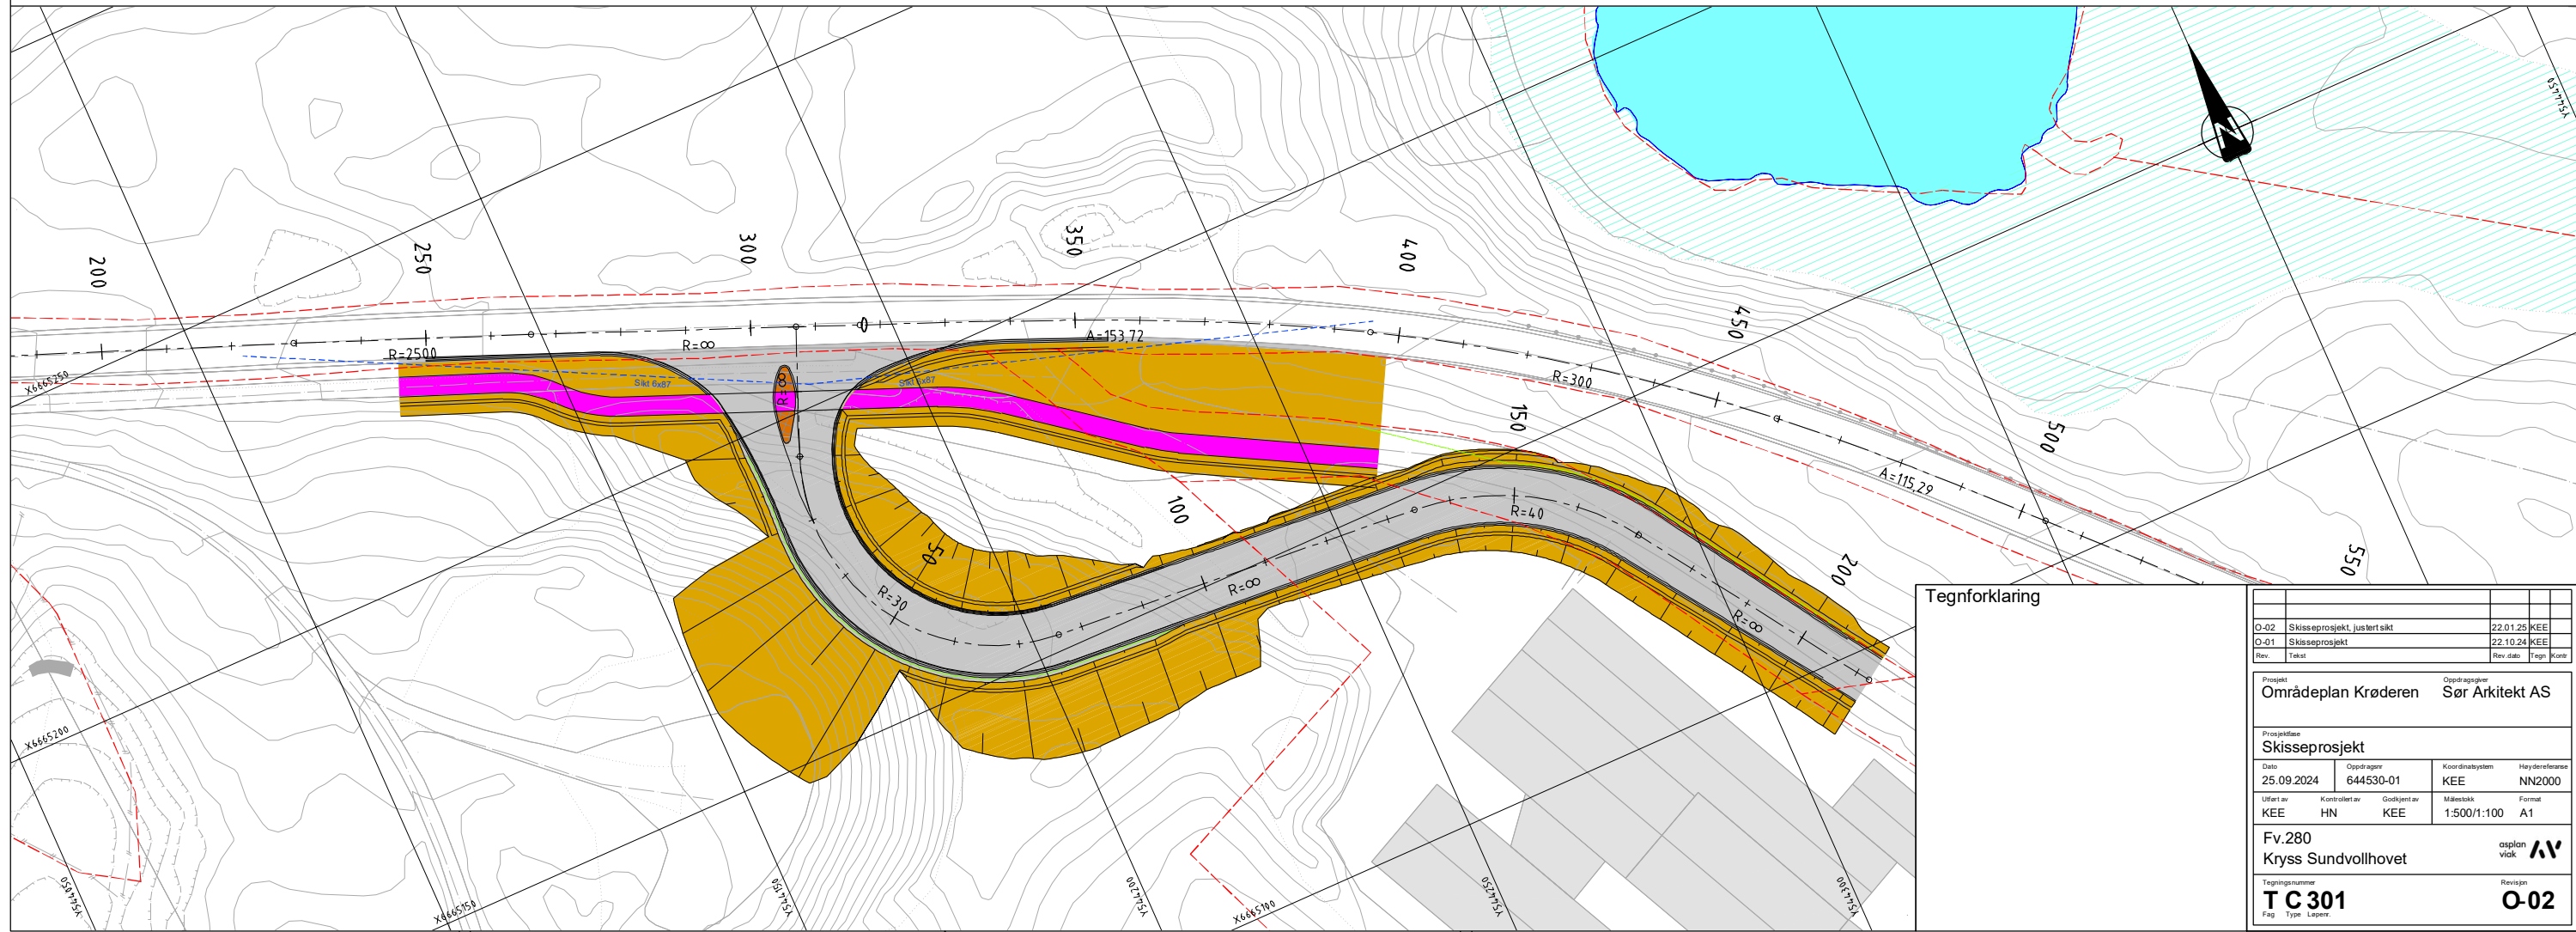 200
250
300
350
400
450
500
550
R=2500
R=∞
A=153,72
R=300
A=115,29
Sikt 6x87
Sikt 6x87
R=∞
50
100
150
200
R=30
R=∞
R=40
R=∞
N
X6665250
X6665200
X6665150
X6665100
Y544050
Y544150
Y544200
Y544250
Y544300
Y544450
Tegnforklaring
O-02 Skisseprosjekt, justert sikt 22.01.25 KEE
O-01 Skisseprosjekt 22.10.24 KEE
Rev. Tekst Rev.dato Tegn Kontr
Prosjekt Oppdragsgiver
Områdeplan Krøderen Sør Arkitekt AS
Prosjektfase
Skisseprosjekt
Dato Oppdragsnr Koordinatsystem Høydereferanse
25.09.2024 644530-01 KEE NN2000
Utført av Kontrollert av Godkjent av Målestokk Format
KEE HN KEE 1:500/1:100 A1
Fv.280
Kryss Sundvollhovet
asplan
viak
Tegningsnummer Revisjon
T C 301 O-02
Fag Type Løpenr.